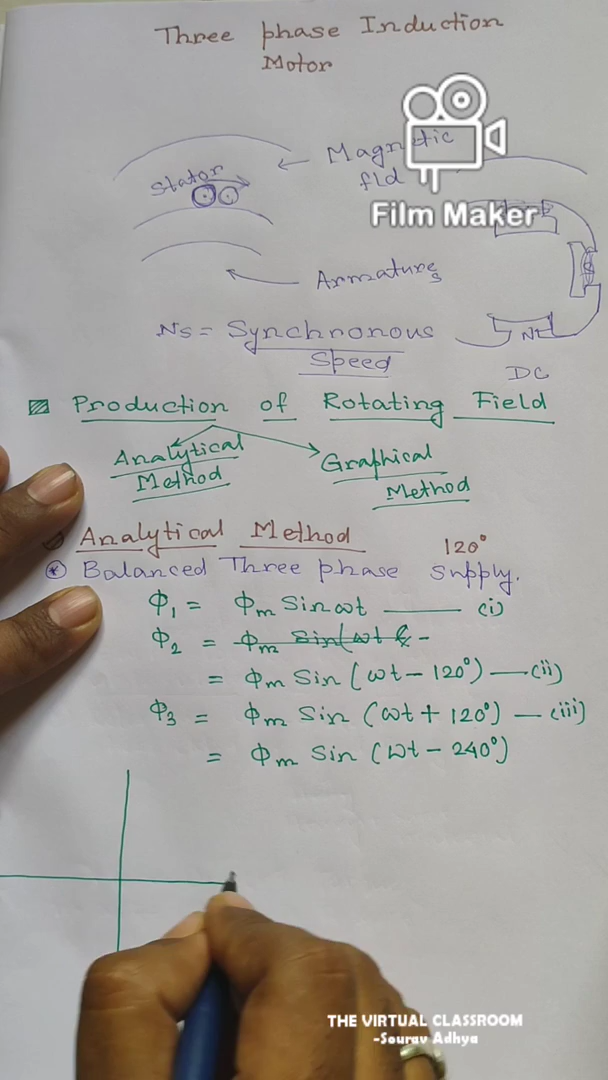 Three phase Induction
Motor
Magnetic
fld
Stator
Film Maker
Armature
s
Ns = Synchronous
Speed
N
DC
Production of Rotating Field
Analytical
Method
Graphical
Method
Analytical Method
120°
Balanced Three phase Supply.
Φ₁ = Φm Sin ωt —— (i)
Φ₂ = Φm Sin(ωt
= Φm Sin (ωt - 120°) — (ii)
Φ₃ = Φm Sin (ωt + 120°) — (iii)
= Φm Sin (ωt - 240°)
THE VIRTUAL CLASSROOM
-Sourav Adhya